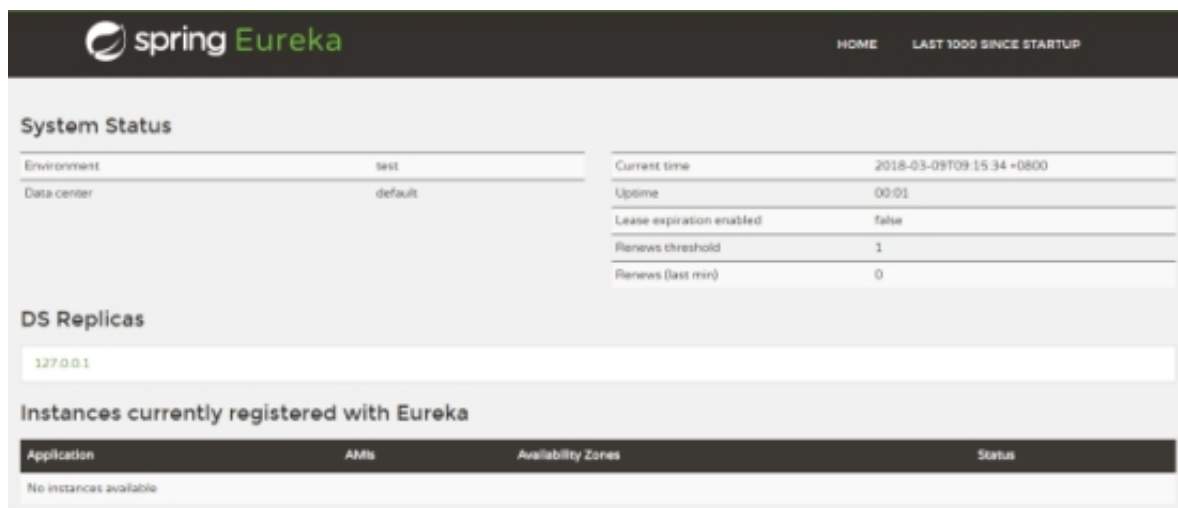 spring Eureka
HOME LAST 1000 SINCE STARTUP
System Status
Environment test
Data center default
Current time 2018-03-09T09:15:34 +0800
Uptime 00:01
Lease expiration enabled false
Renews threshold 1
Renews (last min) 0
DS Replicas
127.0.0.1
Instances currently registered with Eureka
Application AMIs Availability Zones Status
No instances available